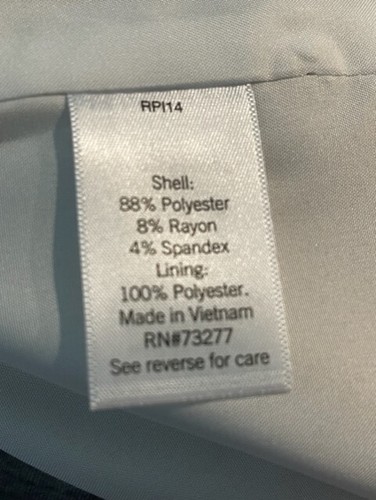 RPI14
Shell:
88% Polyester
8% Rayon
4% Spandex
Lining:
100% Polyester.
Made in Vietnam
RN#73277
See reverse for care